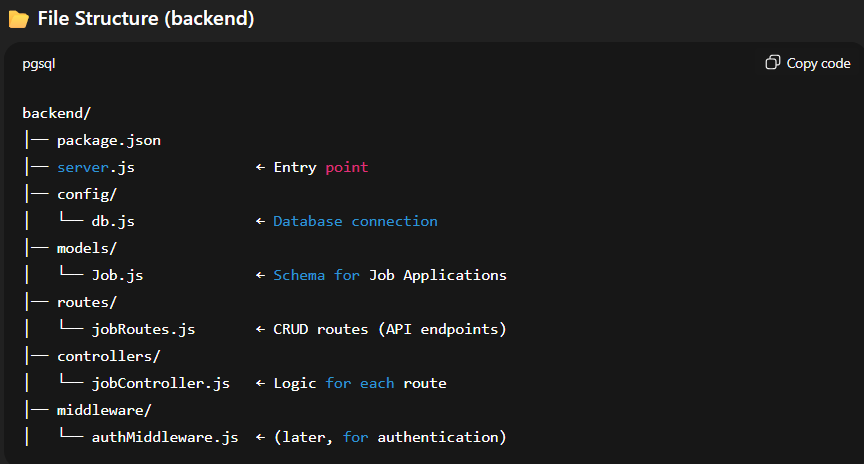 📂 File Structure (backend)
pgsql
Copy code
backend/
│── package.json
│── server.js              ← Entry point
│── config/
│   └── db.js              ← Database connection
│── models/
│   └── Job.js             ← Schema for Job Applications
│── routes/
│   └── jobRoutes.js       ← CRUD routes (API endpoints)
│── controllers/
│   └── jobController.js   ← Logic for each route
│── middleware/
│   └── authMiddleware.js  ← (later, for authentication)